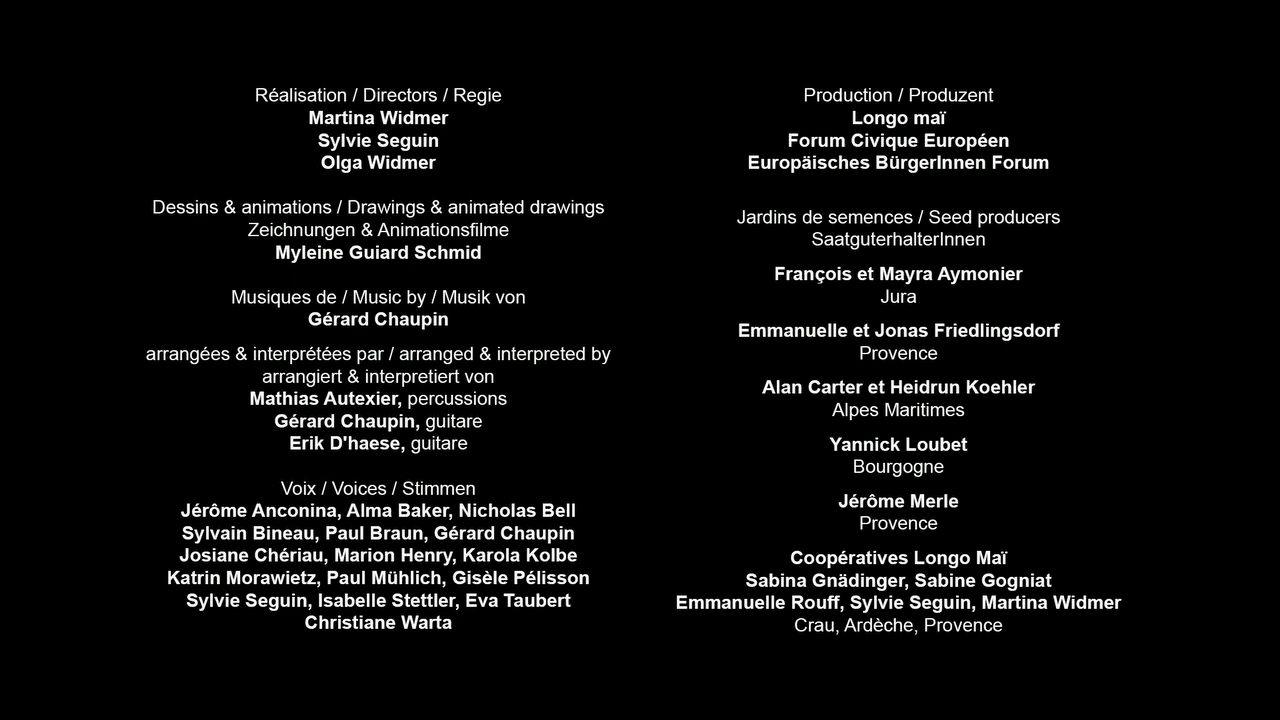 Réalisation / Directors / Regie
Martina Widmer
Sylvie Seguin
Olga Widmer
Dessins & animations / Drawings & animated drawings
Zeichnungen & Animationsfilme
Myleine Guiard Schmid
Musiques de / Music by / Musik von
Gérard Chaupin
arrangées & interprétées par / arranged & interpreted by
arrangiert & interpretiert von
Mathias Autexier, percussions
Gérard Chaupin, guitare
Erik D'haese, guitare
Voix / Voices / Stimmen
Jérôme Anconina, Alma Baker, Nicholas Bell
Sylvain Bineau, Paul Braun, Gérard Chaupin
Josiane Chériau, Marion Henry, Karola Kolbe
Katrin Morawietz, Paul Mühlich, Gisèle Pélisson
Sylvie Seguin, Isabelle Stettler, Eva Taubert
Christiane Warta
Production / Produzent
Longo maï
Forum Civique Européen
Europäisches BürgerInnen Forum
Jardins de semences / Seed producers
SaatguterhalterInnen
François et Mayra Aymonier
Jura
Emmanuelle et Jonas Friedlingsdorf
Provence
Alan Carter et Heidrun Koehler
Alpes Maritimes
Yannick Loubet
Bourgogne
Jérôme Merle
Provence
Coopératives Longo Maï
Sabina Gnädinger, Sabine Gogniat
Emmanuelle Rouff, Sylvie Seguin, Martina Widmer
Crau, Ardèche, Provence